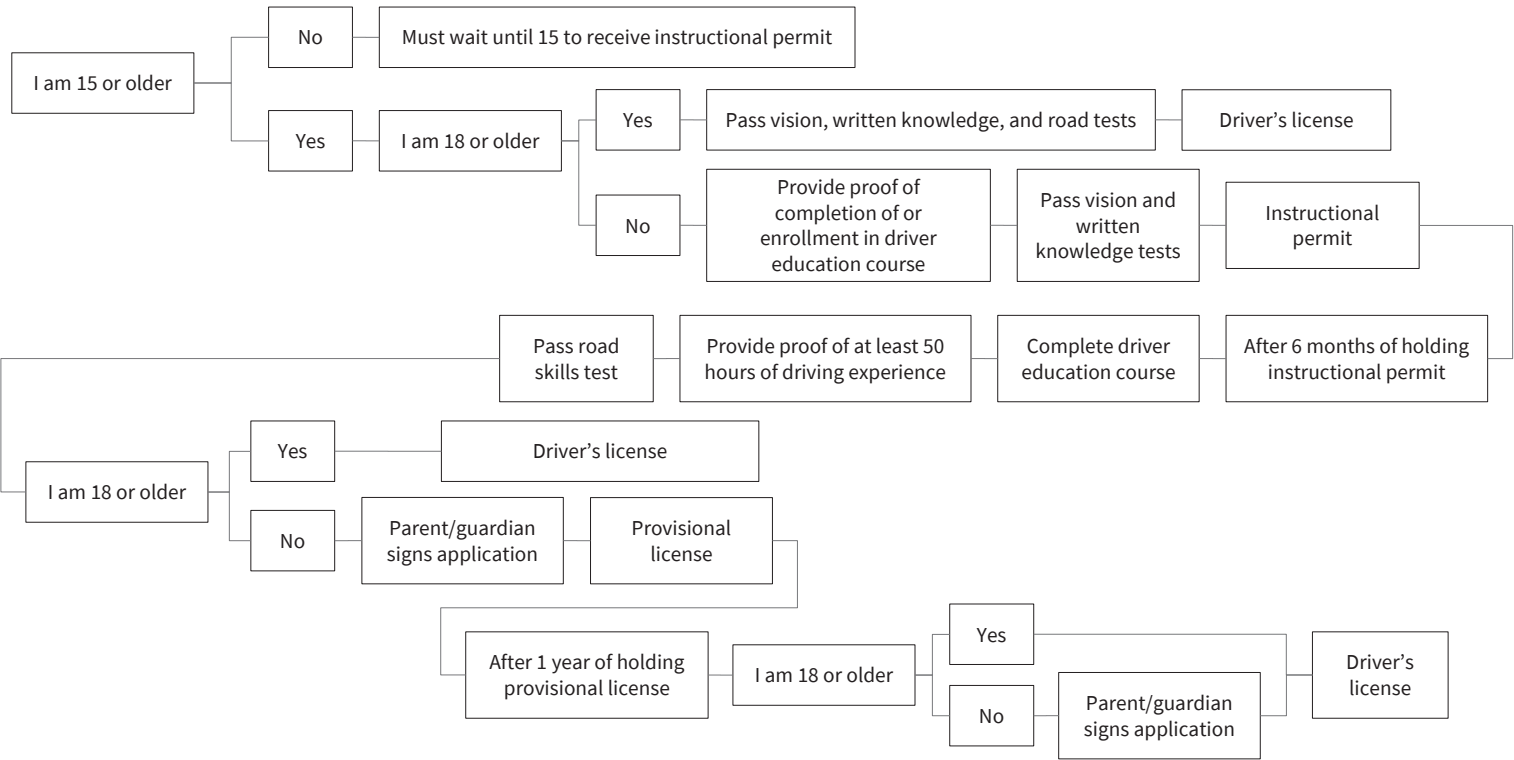 No
Must wait until 15 to receive instructional permit
I am 15 or older
Yes
I am 18 or older
Yes
Pass vision, written knowledge, and road tests
Driver’s license
No
Provide proof of
completion of or
enrollment in driver
education course
Pass vision and
written
knowledge tests
Instructional
permit
After 6 months of holding
instructional permit
Complete driver
education course
Provide proof of at least 50
hours of driving experience
Pass road
skills test
I am 18 or older
Yes
Driver’s license
No
Parent/guardian
signs application
Provisional
license
After 1 year of holding
provisional license
I am 18 or older
Yes
No
Parent/guardian
signs application
Driver’s
license